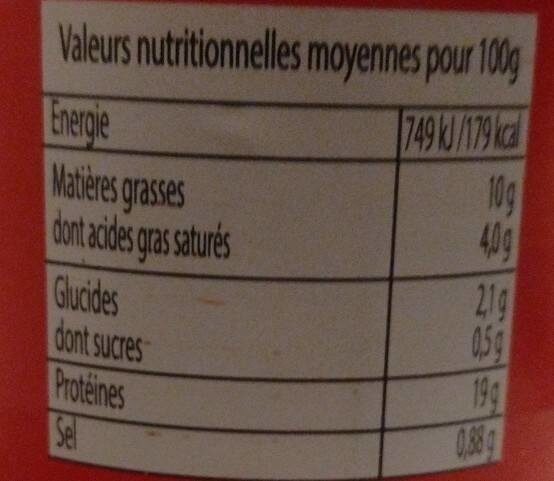 Valeurs nutritionnelles moyennes pour 100g
Energie 749 kJ /179 kcal
Matières grasses 10 g
dont acides gras saturés 4,0 g
Glucides 2,1 g
dont sucres 0,5 g
Protéines 19 g
Sel 0,88 g